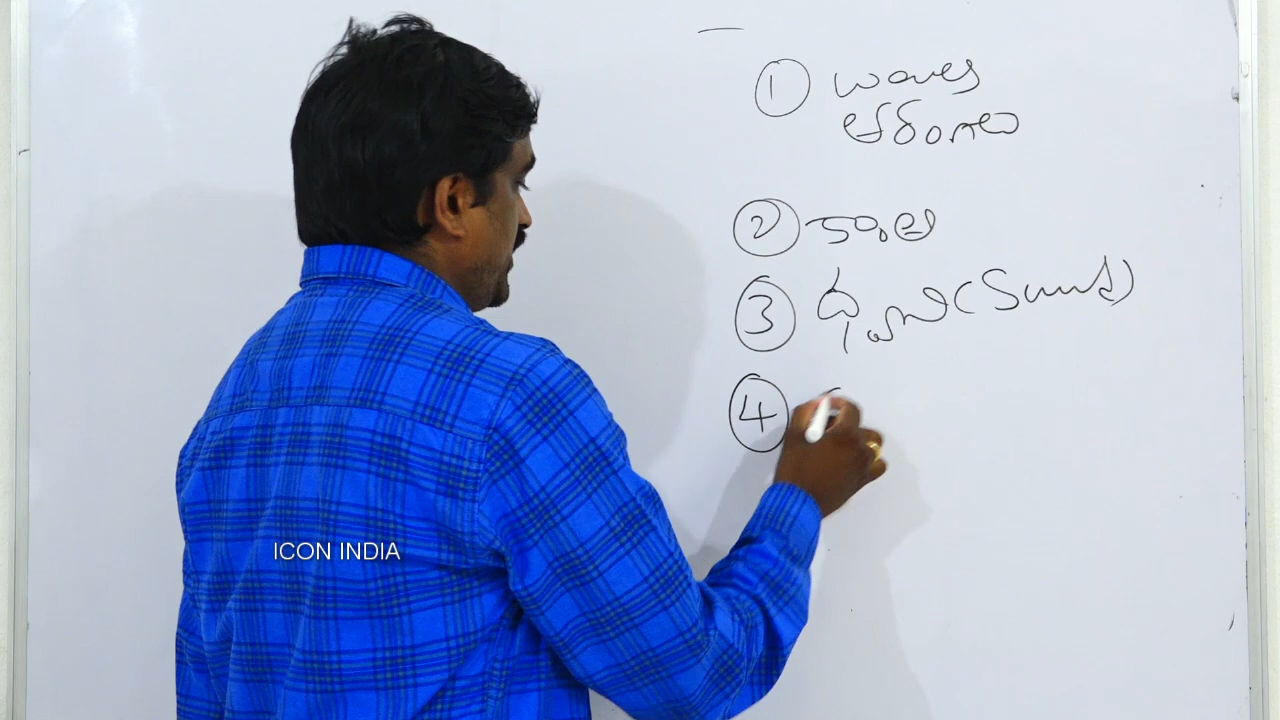 ① waves
తరంగాలు
② కాంతి
③ ధ్వని (Sound)
④
ICON INDIA